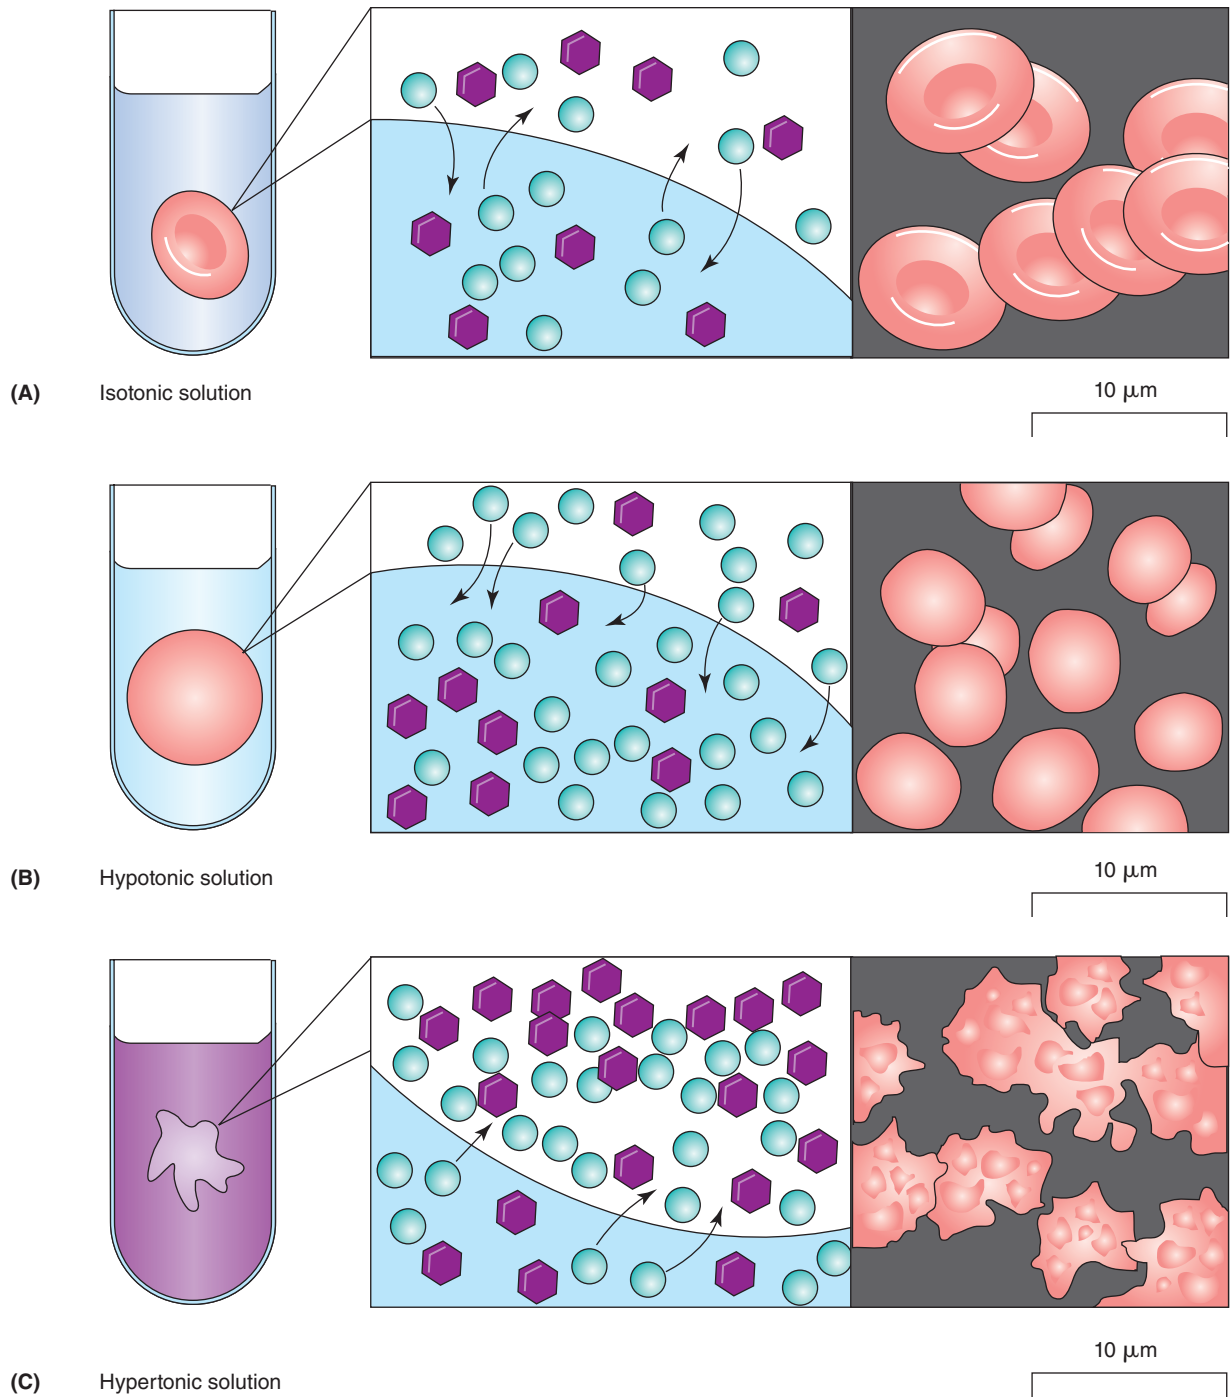 (A) Isotonic solution
10 μm
(B) Hypotonic solution
10 μm
(C) Hypertonic solution
10 μm